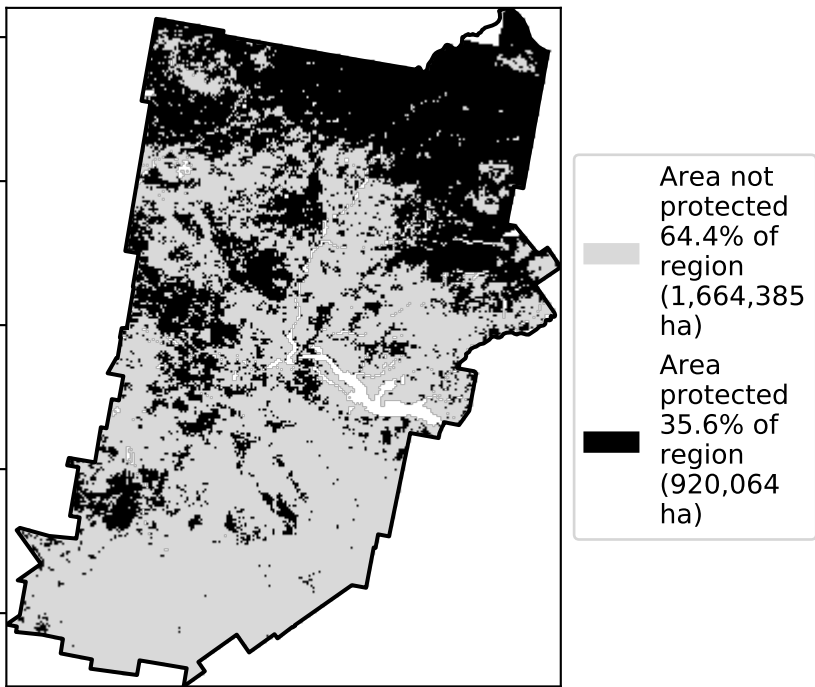 Area not
protected
64.4% of
region
(1,664,385
ha)
Area
protected
35.6% of
region
(920,064
ha)